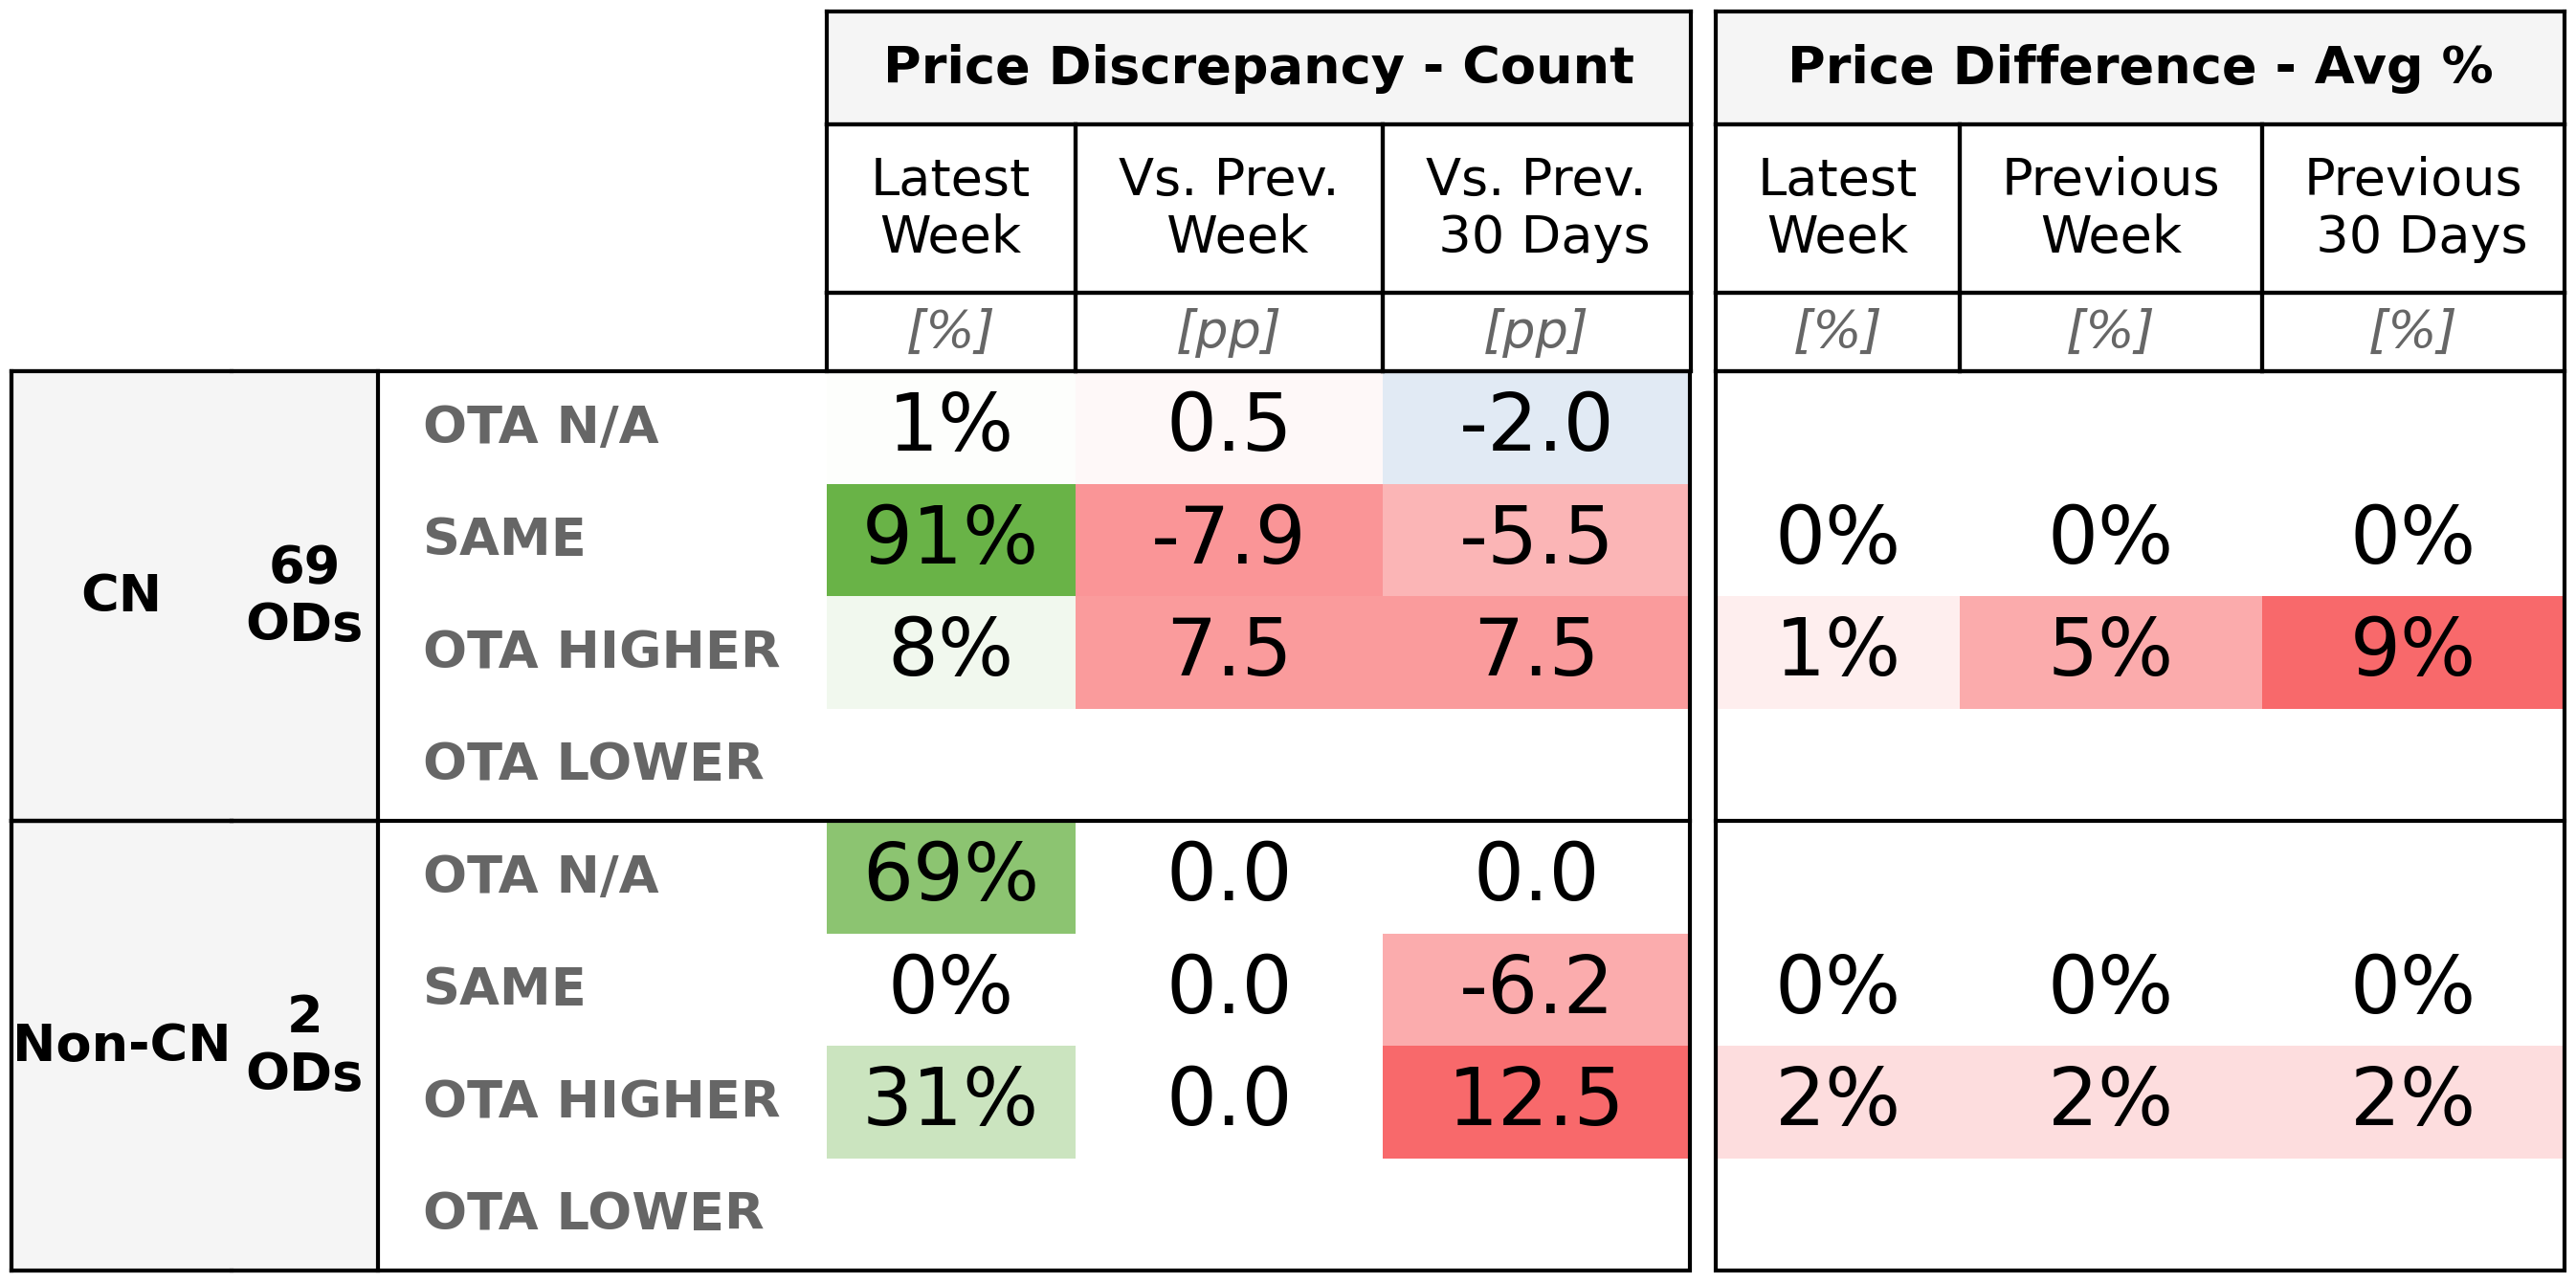 Price Discrepancy - Count Price Difference - Avg %
Latest Week Vs. Prev. Week Vs. Prev. 30 Days Latest Week Previous Week Previous 30 Days
[%] [pp] [pp] [%] [%] [%]
CN 69 ODs
OTA N/A 1% 0.5 -2.0
SAME 91% -7.9 -5.5 0% 0% 0%
OTA HIGHER 8% 7.5 7.5 1% 5% 9%
OTA LOWER
Non-CN 2 ODs
OTA N/A 69% 0.0 0.0
SAME 0% 0.0 -6.2 0% 0% 0%
OTA HIGHER 31% 0.0 12.5 2% 2% 2%
OTA LOWER